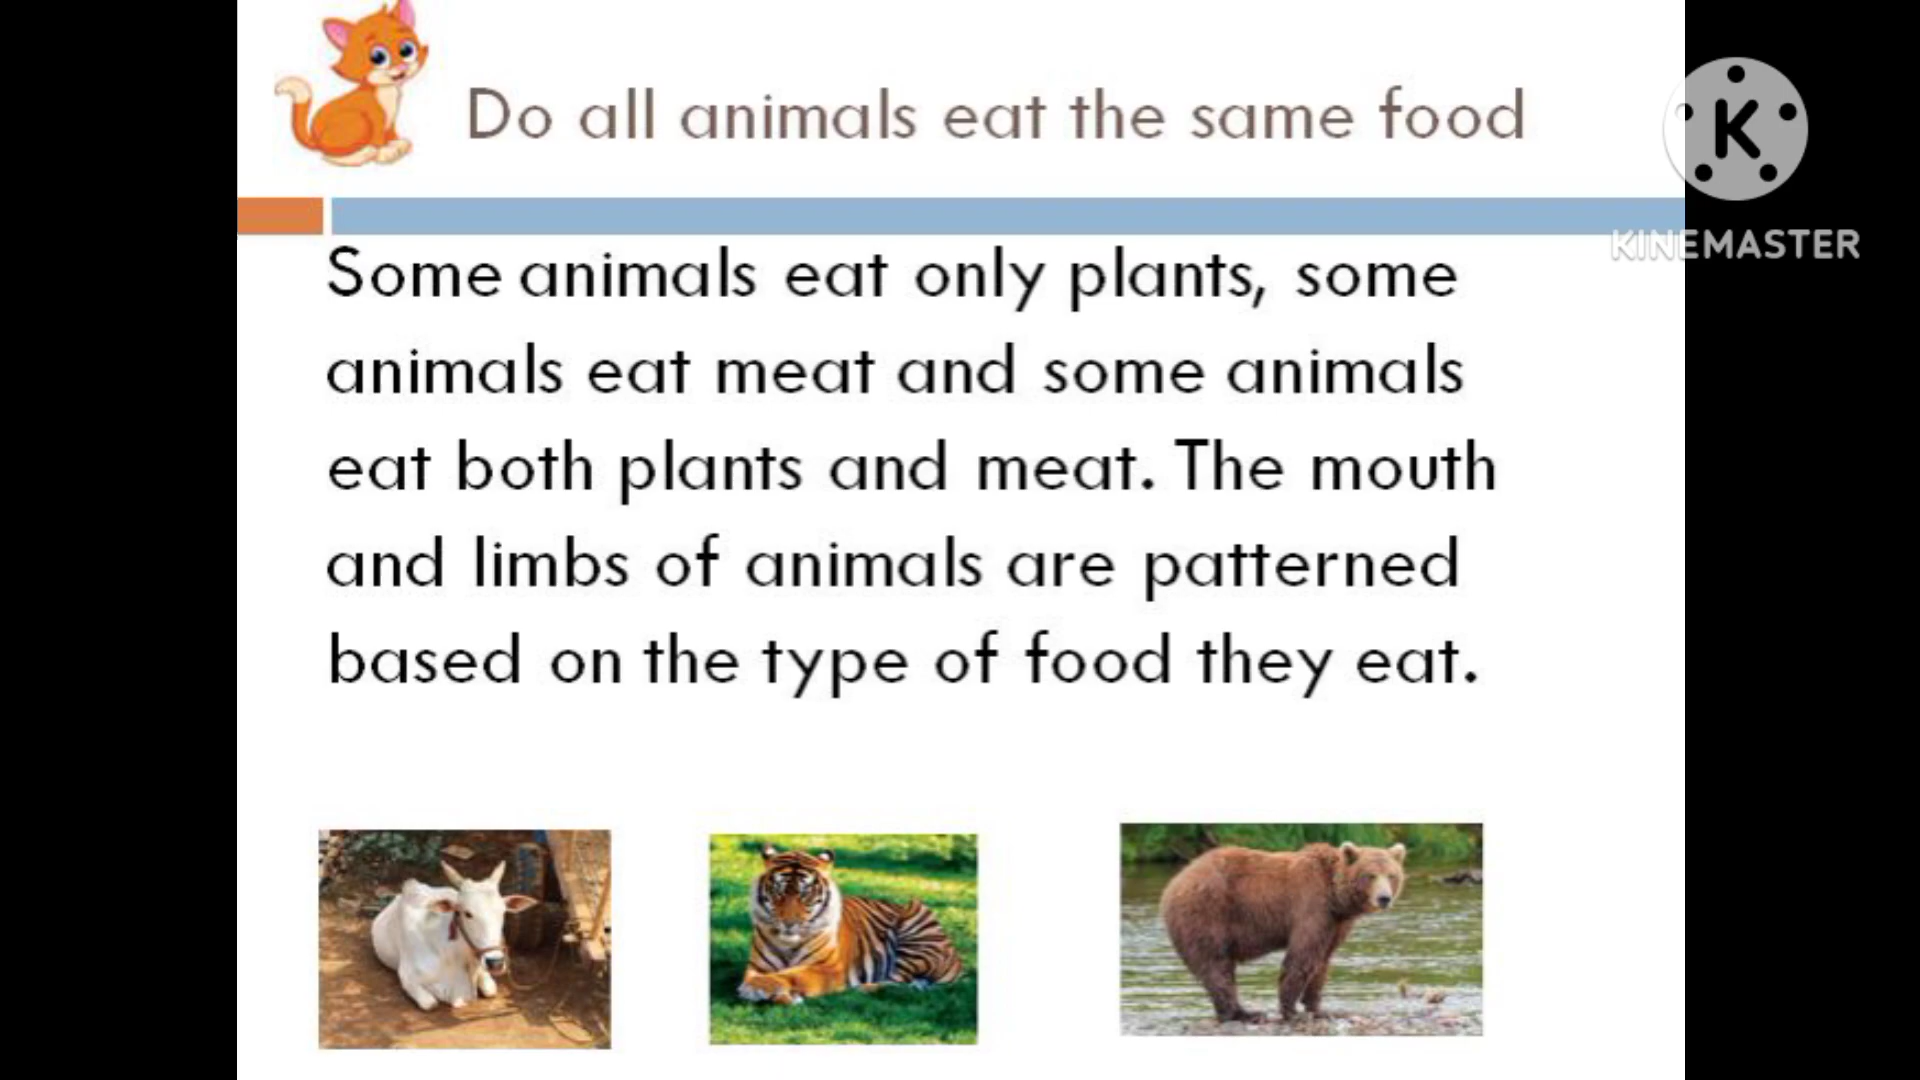 Do all animals eat the same food
K
KINEMASTER
Some animals eat only plants, some
animals eat meat and some animals
eat both plants and meat. The mouth
and limbs of animals are patterned
based on the type of food they eat.